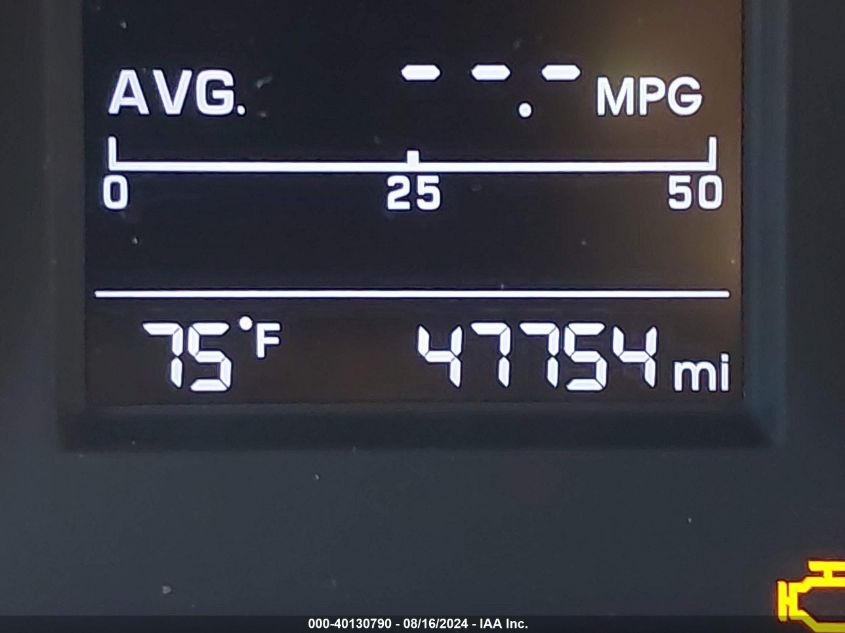 AVG. --.- MPG
0 25 50
75°F 47754 mi
000-40130790 - 08/16/2024 - IAA Inc.